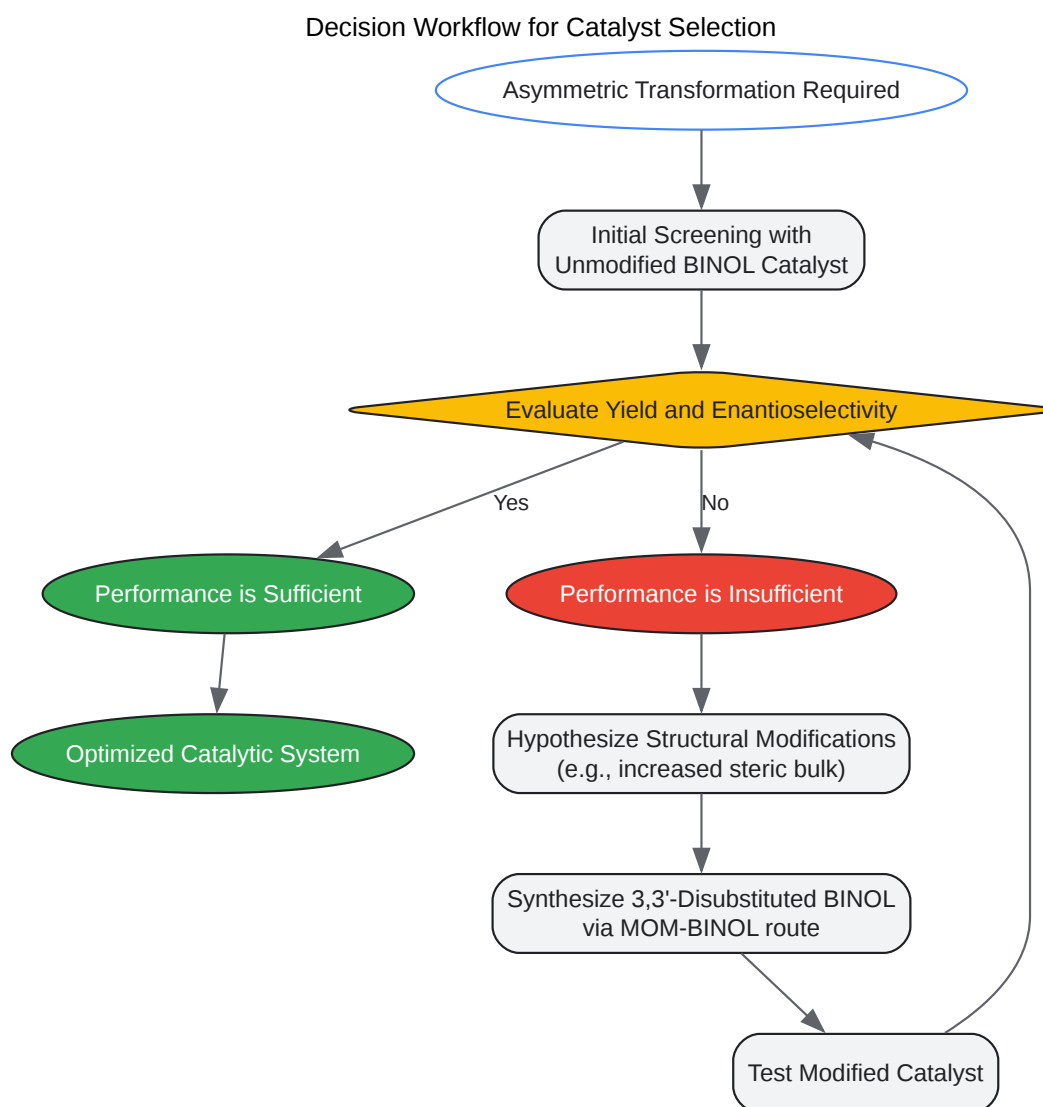 Decision Workflow for Catalyst Selection
Asymmetric Transformation Required
Initial Screening with
Unmodified BINOL Catalyst
Evaluate Yield and Enantioselectivity
Yes
No
Performance is Sufficient
Performance is Insufficient
Optimized Catalytic System
Hypothesize Structural Modifications
(e.g., increased steric bulk)
Synthesize 3,3'-Disubstituted BINOL
via MOM-BINOL route
Test Modified Catalyst